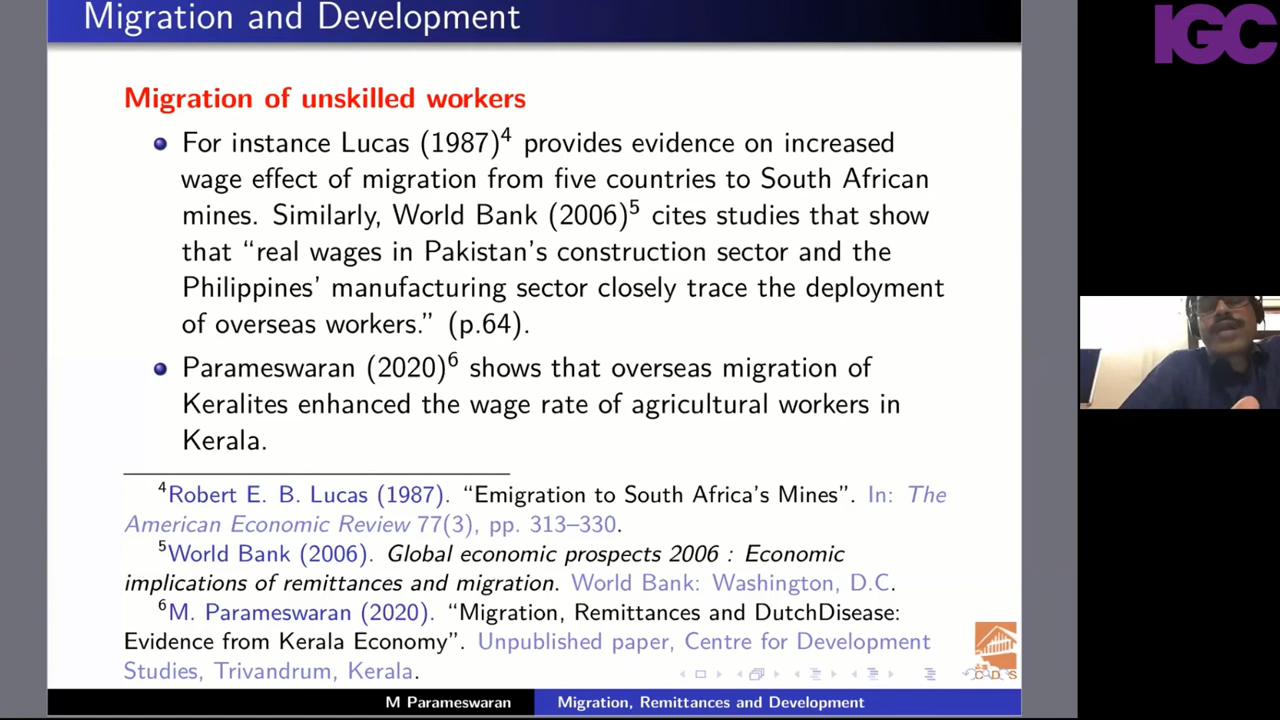 Migration and Development
IGC
Migration of unskilled workers
For instance Lucas (1987)4 provides evidence on increased
wage effect of migration from five countries to South African
mines. Similarly, World Bank (2006)5 cites studies that show
that “real wages in Pakistan’s construction sector and the
Philippines’ manufacturing sector closely trace the deployment
of overseas workers.” (p.64).
Parameswaran (2020)6 shows that overseas migration of
Keralites enhanced the wage rate of agricultural workers in
Kerala.
4Robert E. B. Lucas (1987). “Emigration to South Africa’s Mines”. In: The
American Economic Review 77(3), pp. 313–330.
5World Bank (2006). Global economic prospects 2006 : Economic
implications of remittances and migration. World Bank: Washington, D.C.
6M. Parameswaran (2020). “Migration, Remittances and DutchDisease:
Evidence from Kerala Economy”. Unpublished paper, Centre for Development
Studies, Trivandrum, Kerala.
C D S
M Parameswaran
Migration, Remittances and Development